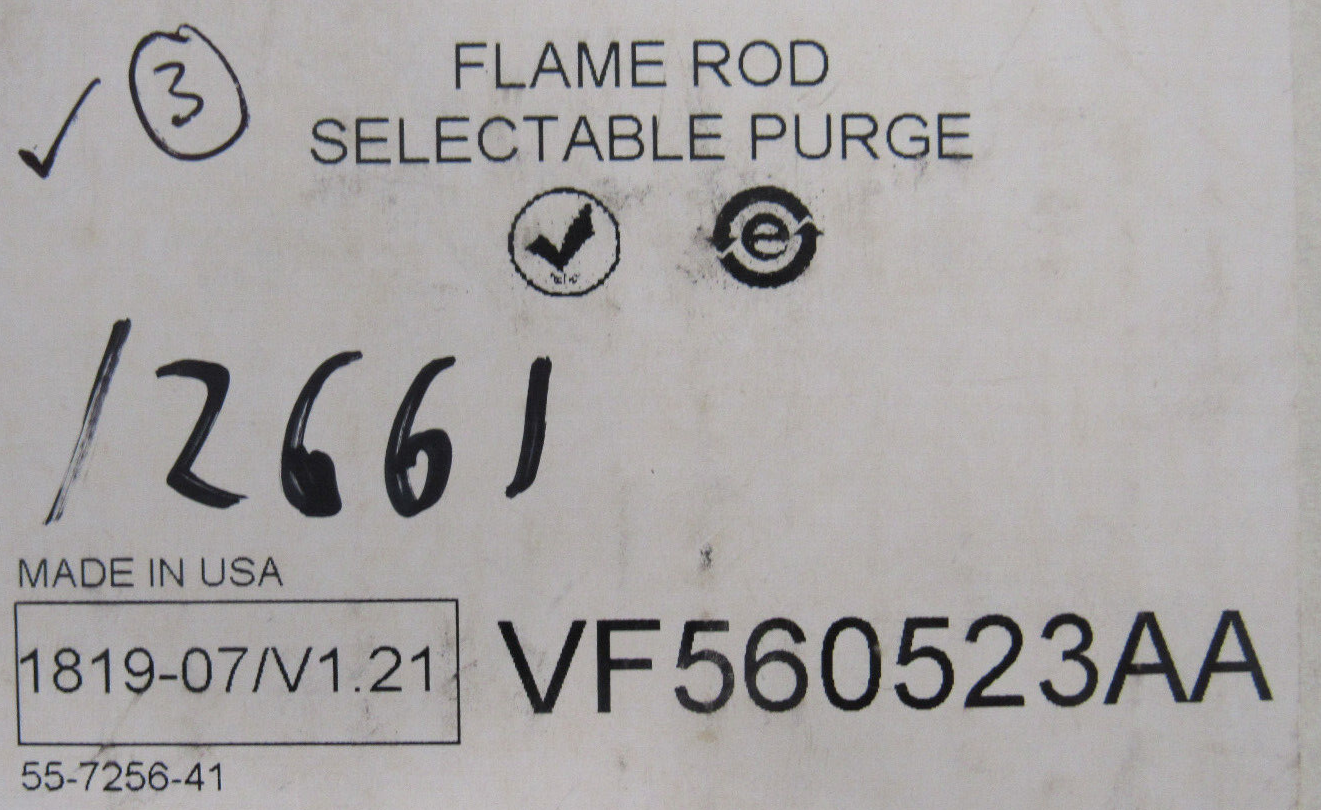 ✓ 3
FLAME ROD
SELECTABLE PURGE
e
12661
MADE IN USA
1819-07/V1.21
VF560523AA
55-7256-41